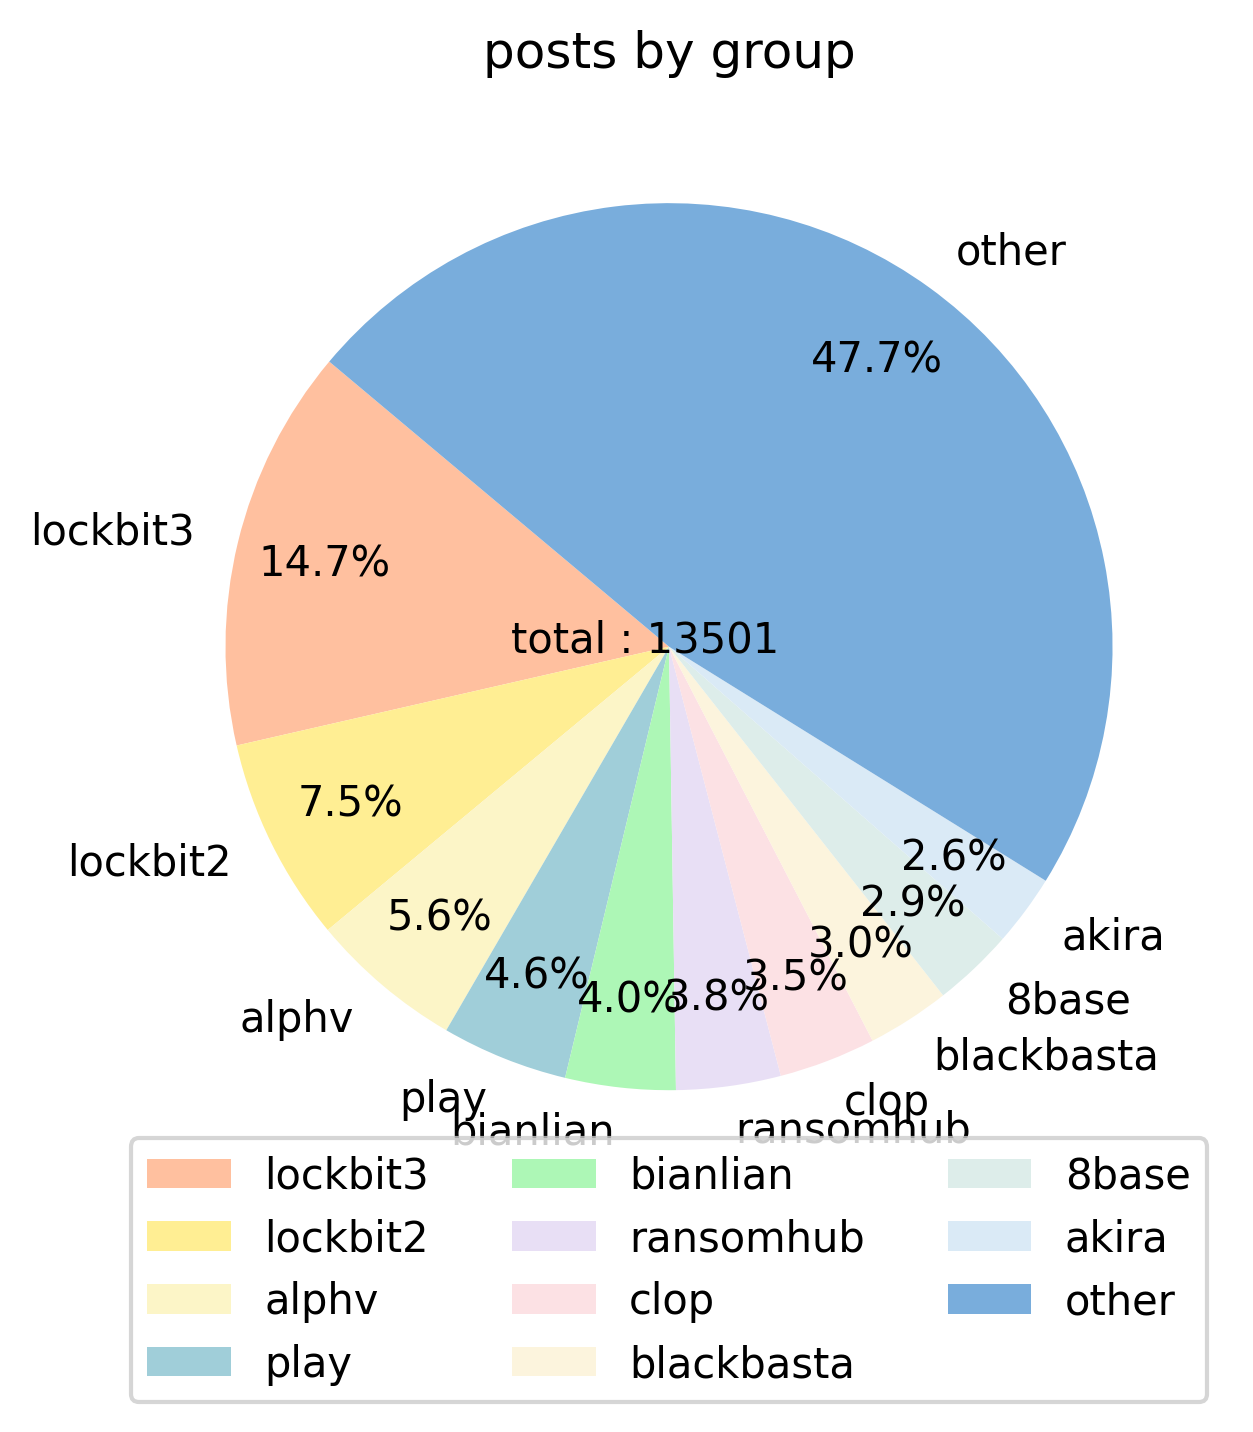 posts by group
other
47.7%
lockbit3
14.7%
total : 13501
7.5%
lockbit2
2.6%
2.9%
5.6%
3.0%
akira
4.6%
4.0%
3.8%
3.5%
8base
alphv
blackbasta
play
clop
bianlian
ransomhub
lockbit3
lockbit2
alphv
play
bianlian
ransomhub
clop
blackbasta
8base
akira
other